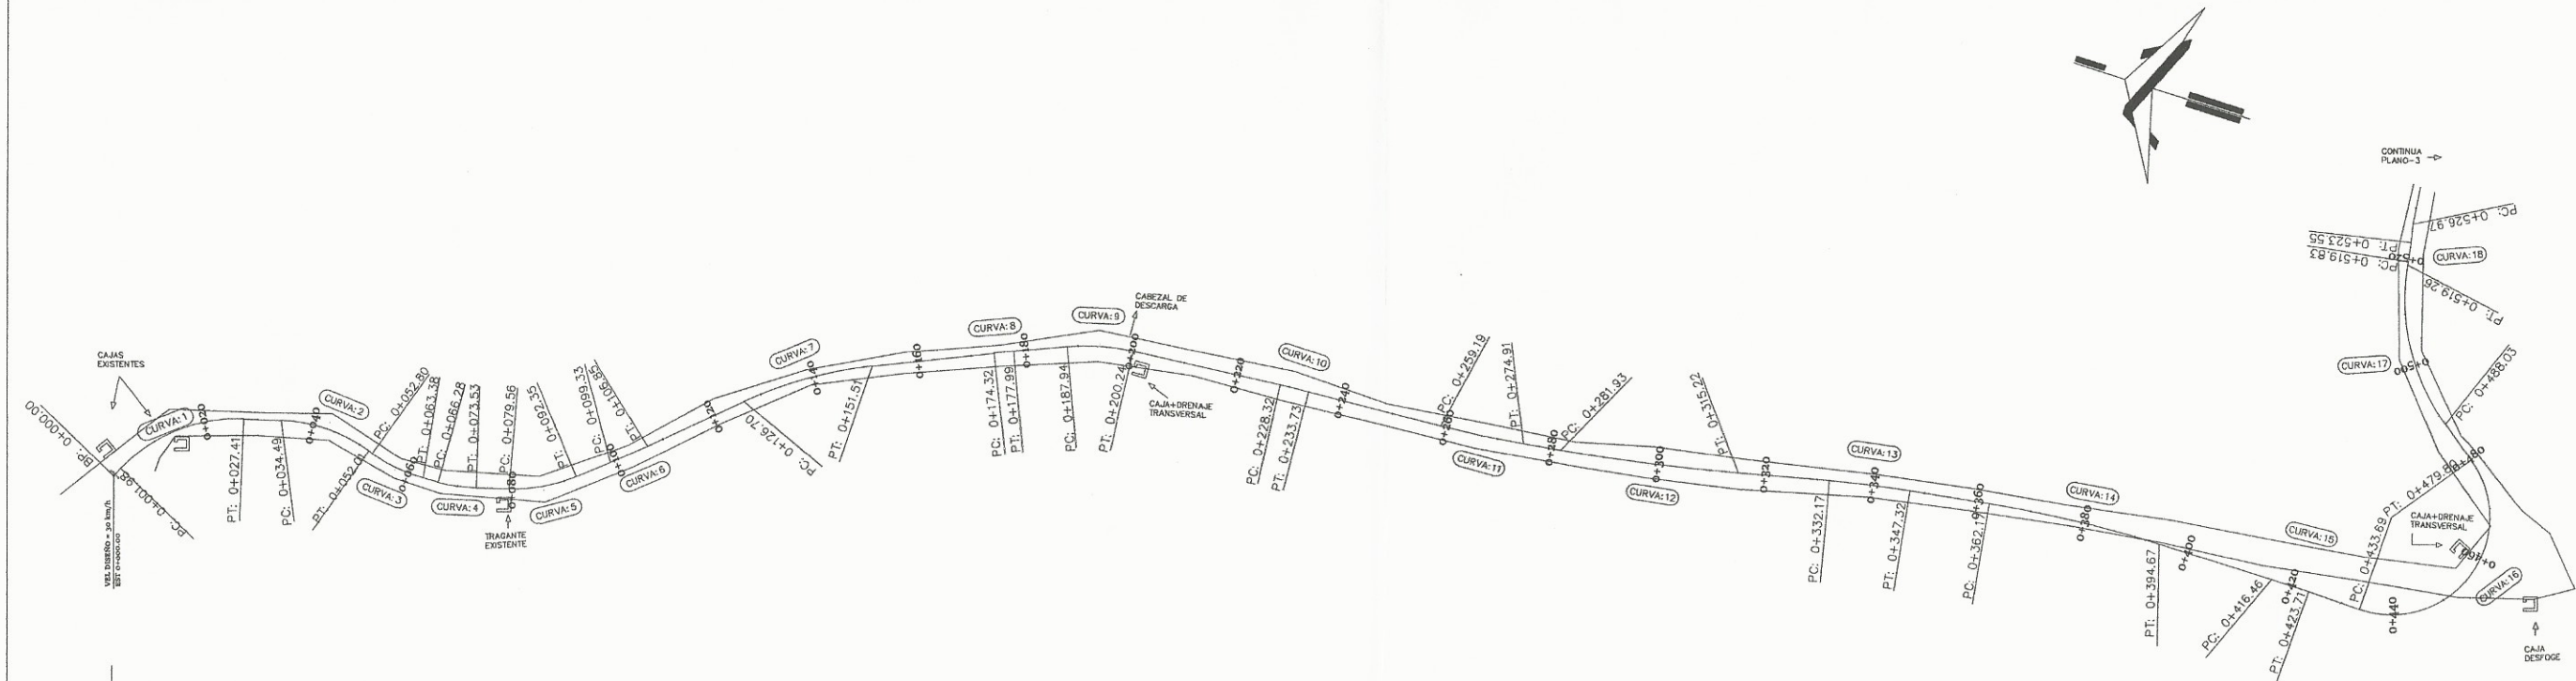 CAJAS
EXISTENTES
BP: 0+000.00
PC: 0+001.98
VEL DISEÑO = 30 km/h
EST 0+000.00
CURVA: 1
0+020
PT: 0+027.41
PC: 0+034.49
0+040
CURVA: 2
PT: 0+052.01
PC: 0+052.80
CURVA: 3
0+060
PT: 0+063.38
PC: 0+066.28
CURVA: 4
PT: 0+073.53
PC: 0+079.56
0+080
TRAGANTE
EXISTENTE
CURVA: 5
PT: 0+092.35
PC: 0+099.33
0+100
PT: 0+106.85
CURVA: 6
0+120
PC: 0+126.70
CURVA: 7
0+140
PT: 0+151.51
0+160
PC: 0+174.32
CURVA: 8
PT: 0+177.99
0+180
PC: 0+187.94
CURVA: 9
PT: 0+200.24
0+200
CABEZAL DE
DESCARGA
CAJA+DRENAJE
TRANSVERSAL
0+220
PC: 0+228.32
PT: 0+233.73
CURVA: 10
0+240
PC: 0+259.19
0+260
CURVA: 11
PT: 0+274.91
0+280
PC: 0+281.93
0+300
CURVA: 12
PT: 0+315.22
0+320
PC: 0+332.17
CURVA: 13
0+340
PT: 0+347.32
0+360
PC: 0+362.17
CURVA: 14
0+380
PT: 0+394.67
0+400
PC: 0+416.46
0+420
PT: 0+423.71
CURVA: 15
PC: 0+433.69
0+440
CURVA: 16
0+460
CAJA+DRENAJE
TRANSVERSAL
CAJA
DESFOGE
PT: 0+479.80
0+480
PC: 0+488.03
CURVA: 17
0+500
PT: 0+519.26
PC: 0+519.83
0+520
CURVA: 18
PT: 0+523.55
PC: 0+526.97
CONTINUA
PLANO-3